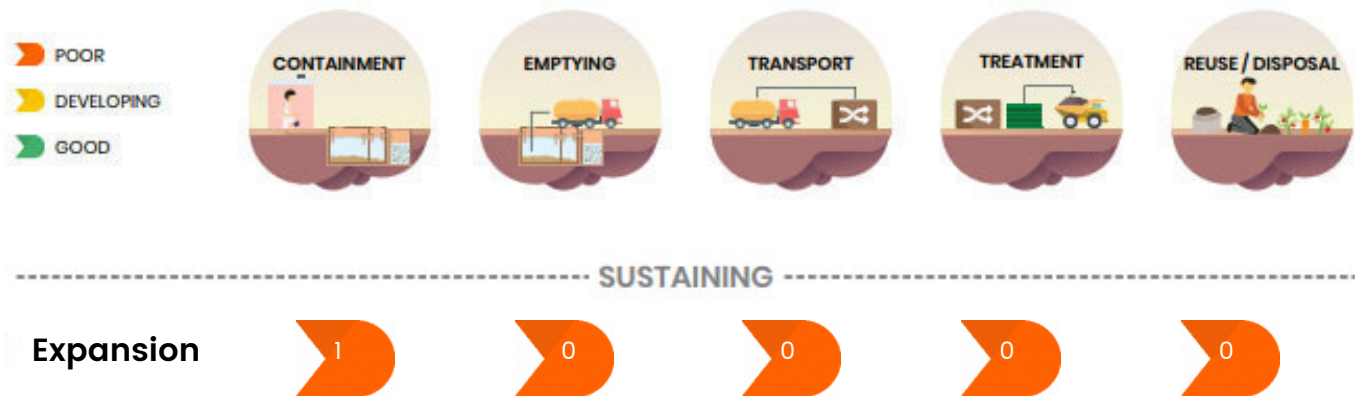 POOR
DEVELOPING
GOOD
CONTAINMENT
EMPTYING
TRANSPORT
TREATMENT
REUSE / DISPOSAL
SUSTAINING
Expansion 1 0 0 0 0